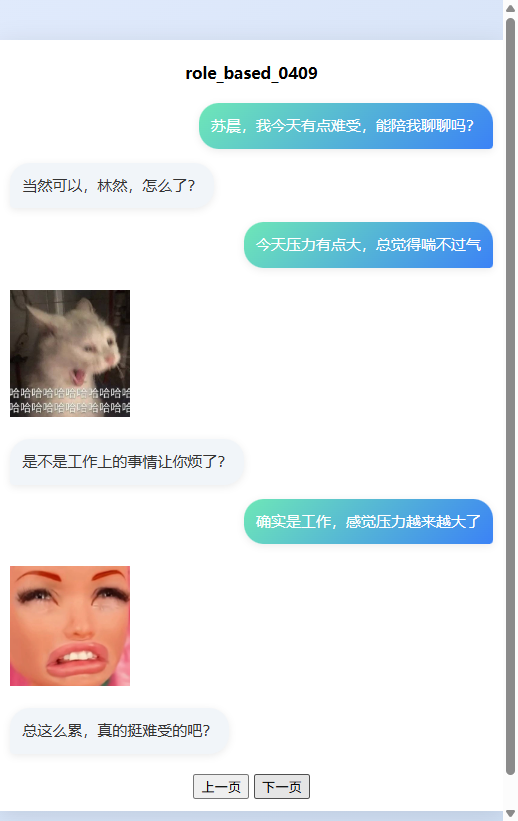 role_based_0409
苏晨，我今天有点难受，能陪我聊聊吗？
当然可以，林然，怎么了？
今天压力有点大，总觉得喘不过气
哈哈哈哈哈哈哈哈哈哈哈
哈哈哈哈哈哈哈哈哈哈哈
是不是工作上的事情让你烦了？
确实是工作，感觉压力越来越大了
总这么累，真的挺难受的吧？
上一页 下一页